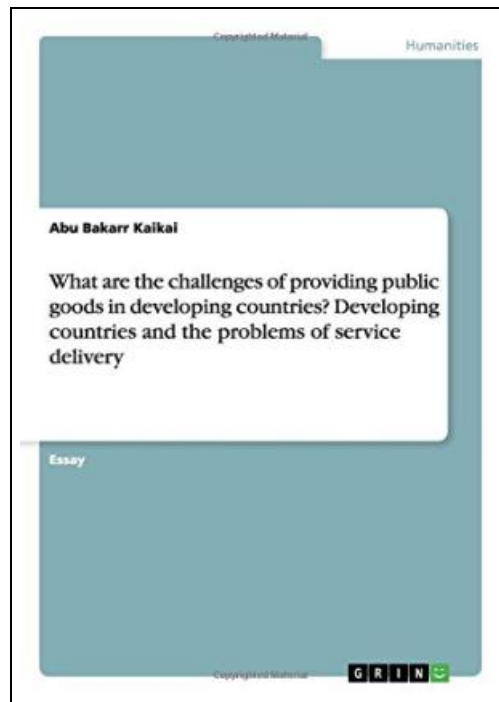 Copyrighted Material
Humanities
Abu Bakarr Kaikai
What are the challenges of providing public
goods in developing countries? Developing
countries and the problems of service
delivery
Essay
Copyrighted Material
GRIN